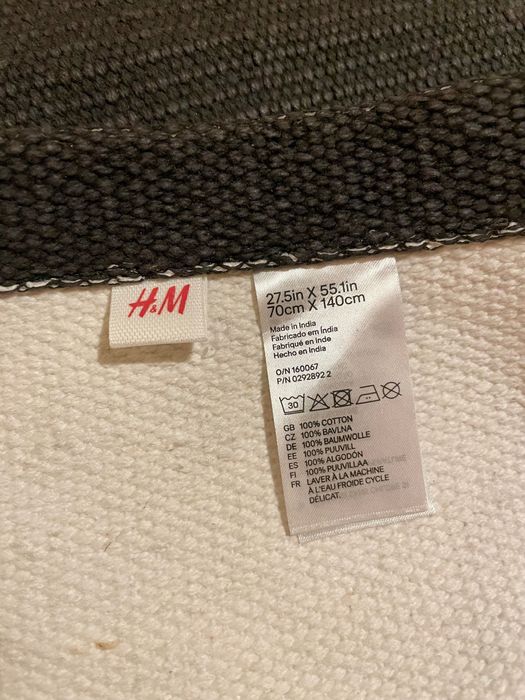 H&M
27.5in X 55.1in
70cm X 140cm
Made in India
Fabricado em Índia
Fabriqué en Inde
Hecho en India
O/N 160067
P/N 0292892 2
30
GB 100% COTTON
CZ 100% BAVLNA
DE 100% BAUMWOLLE
EE 100% PUUVILL
ES 100% ALGODÓN
FI 100% PUUVILLAA
FR LAVER À LA MACHINE
À L'EAU FROIDE CYCLE
DÉLICAT.